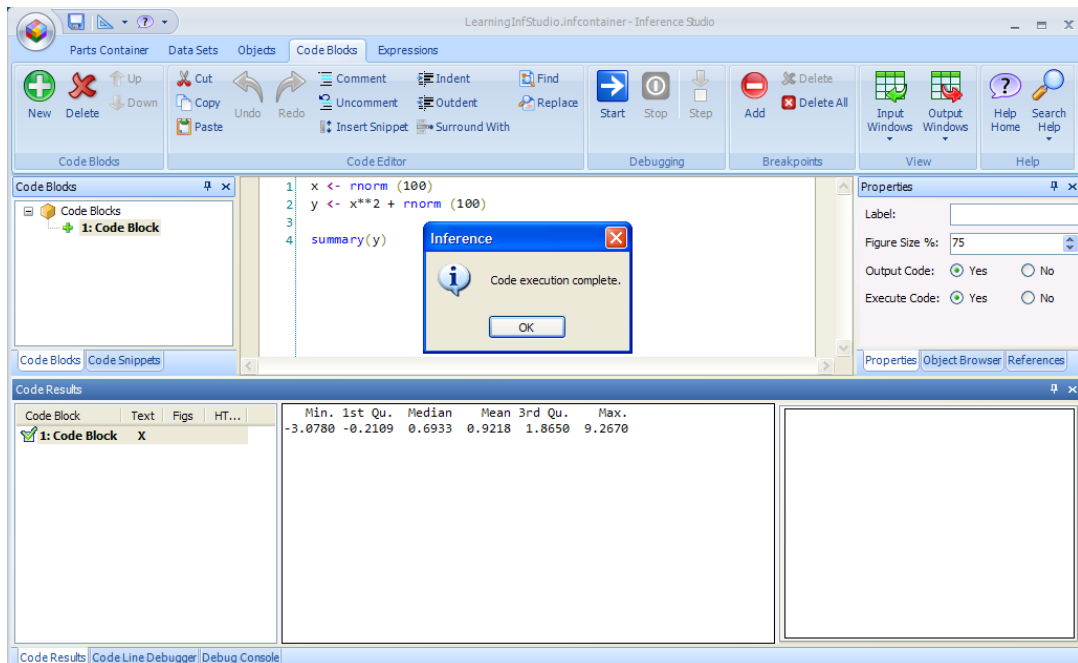 LearningInfStudio.infcontainer - Inference Studio
Parts Container Data Sets Objects Code Blocks Expressions
New Delete Up Down
Cut Copy Paste Undo Redo
Comment Uncomment Insert Snippet
Indent Outdent Surround With
Find Replace
Start Stop Step
Add Delete Delete All
Input Windows Output Windows
Help Home Search Help
Code Blocks Code Editor Debugging Breakpoints View Help
Code Blocks
Code Blocks
1: Code Block
Code Blocks Code Snippets
1 x <- rnorm (100)
2 y <- x**2 + rnorm (100)
3
4 summary(y)
Inference
Code execution complete.
OK
Properties
Label:
Figure Size %: 75
Output Code: Yes No
Execute Code: Yes No
Properties Object Browser References
Code Results
Code Block Text Figs HT...
1: Code Block X
Min. 1st Qu. Median Mean 3rd Qu. Max.
-3.0780 -0.2109 0.6933 0.9218 1.8650 9.2670
Code Results Code Line Debugger Debug Console